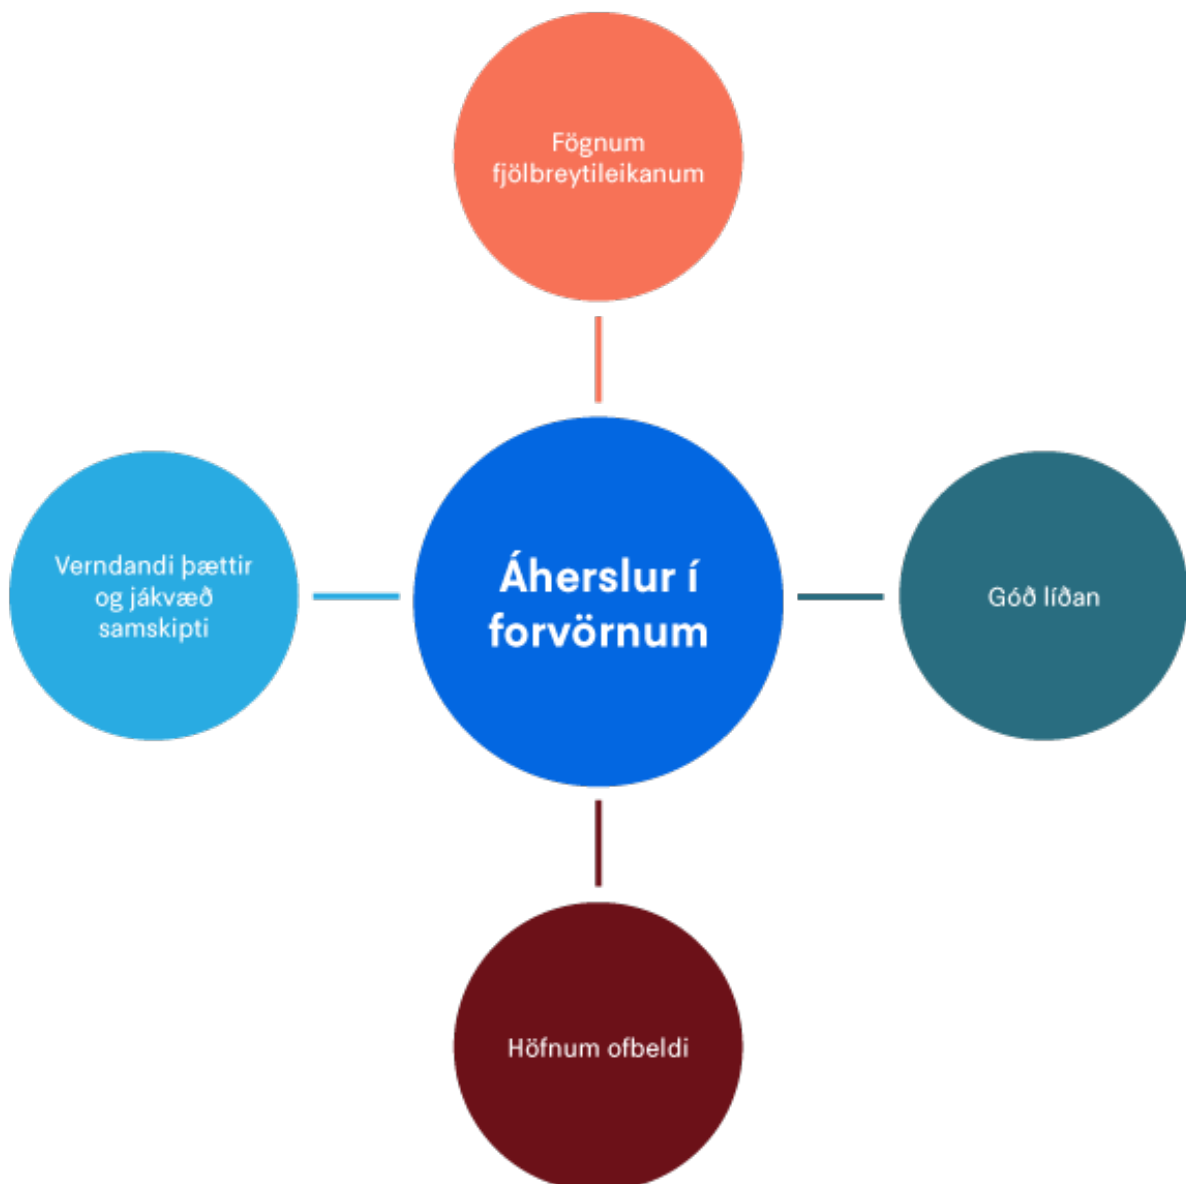 Fögnum
fjölbreytileikanum
Verndandi þættir
og jákvæð
samskipti
Áherslur í
forvörnum
Góð líðan
Höfnum ofbeldi